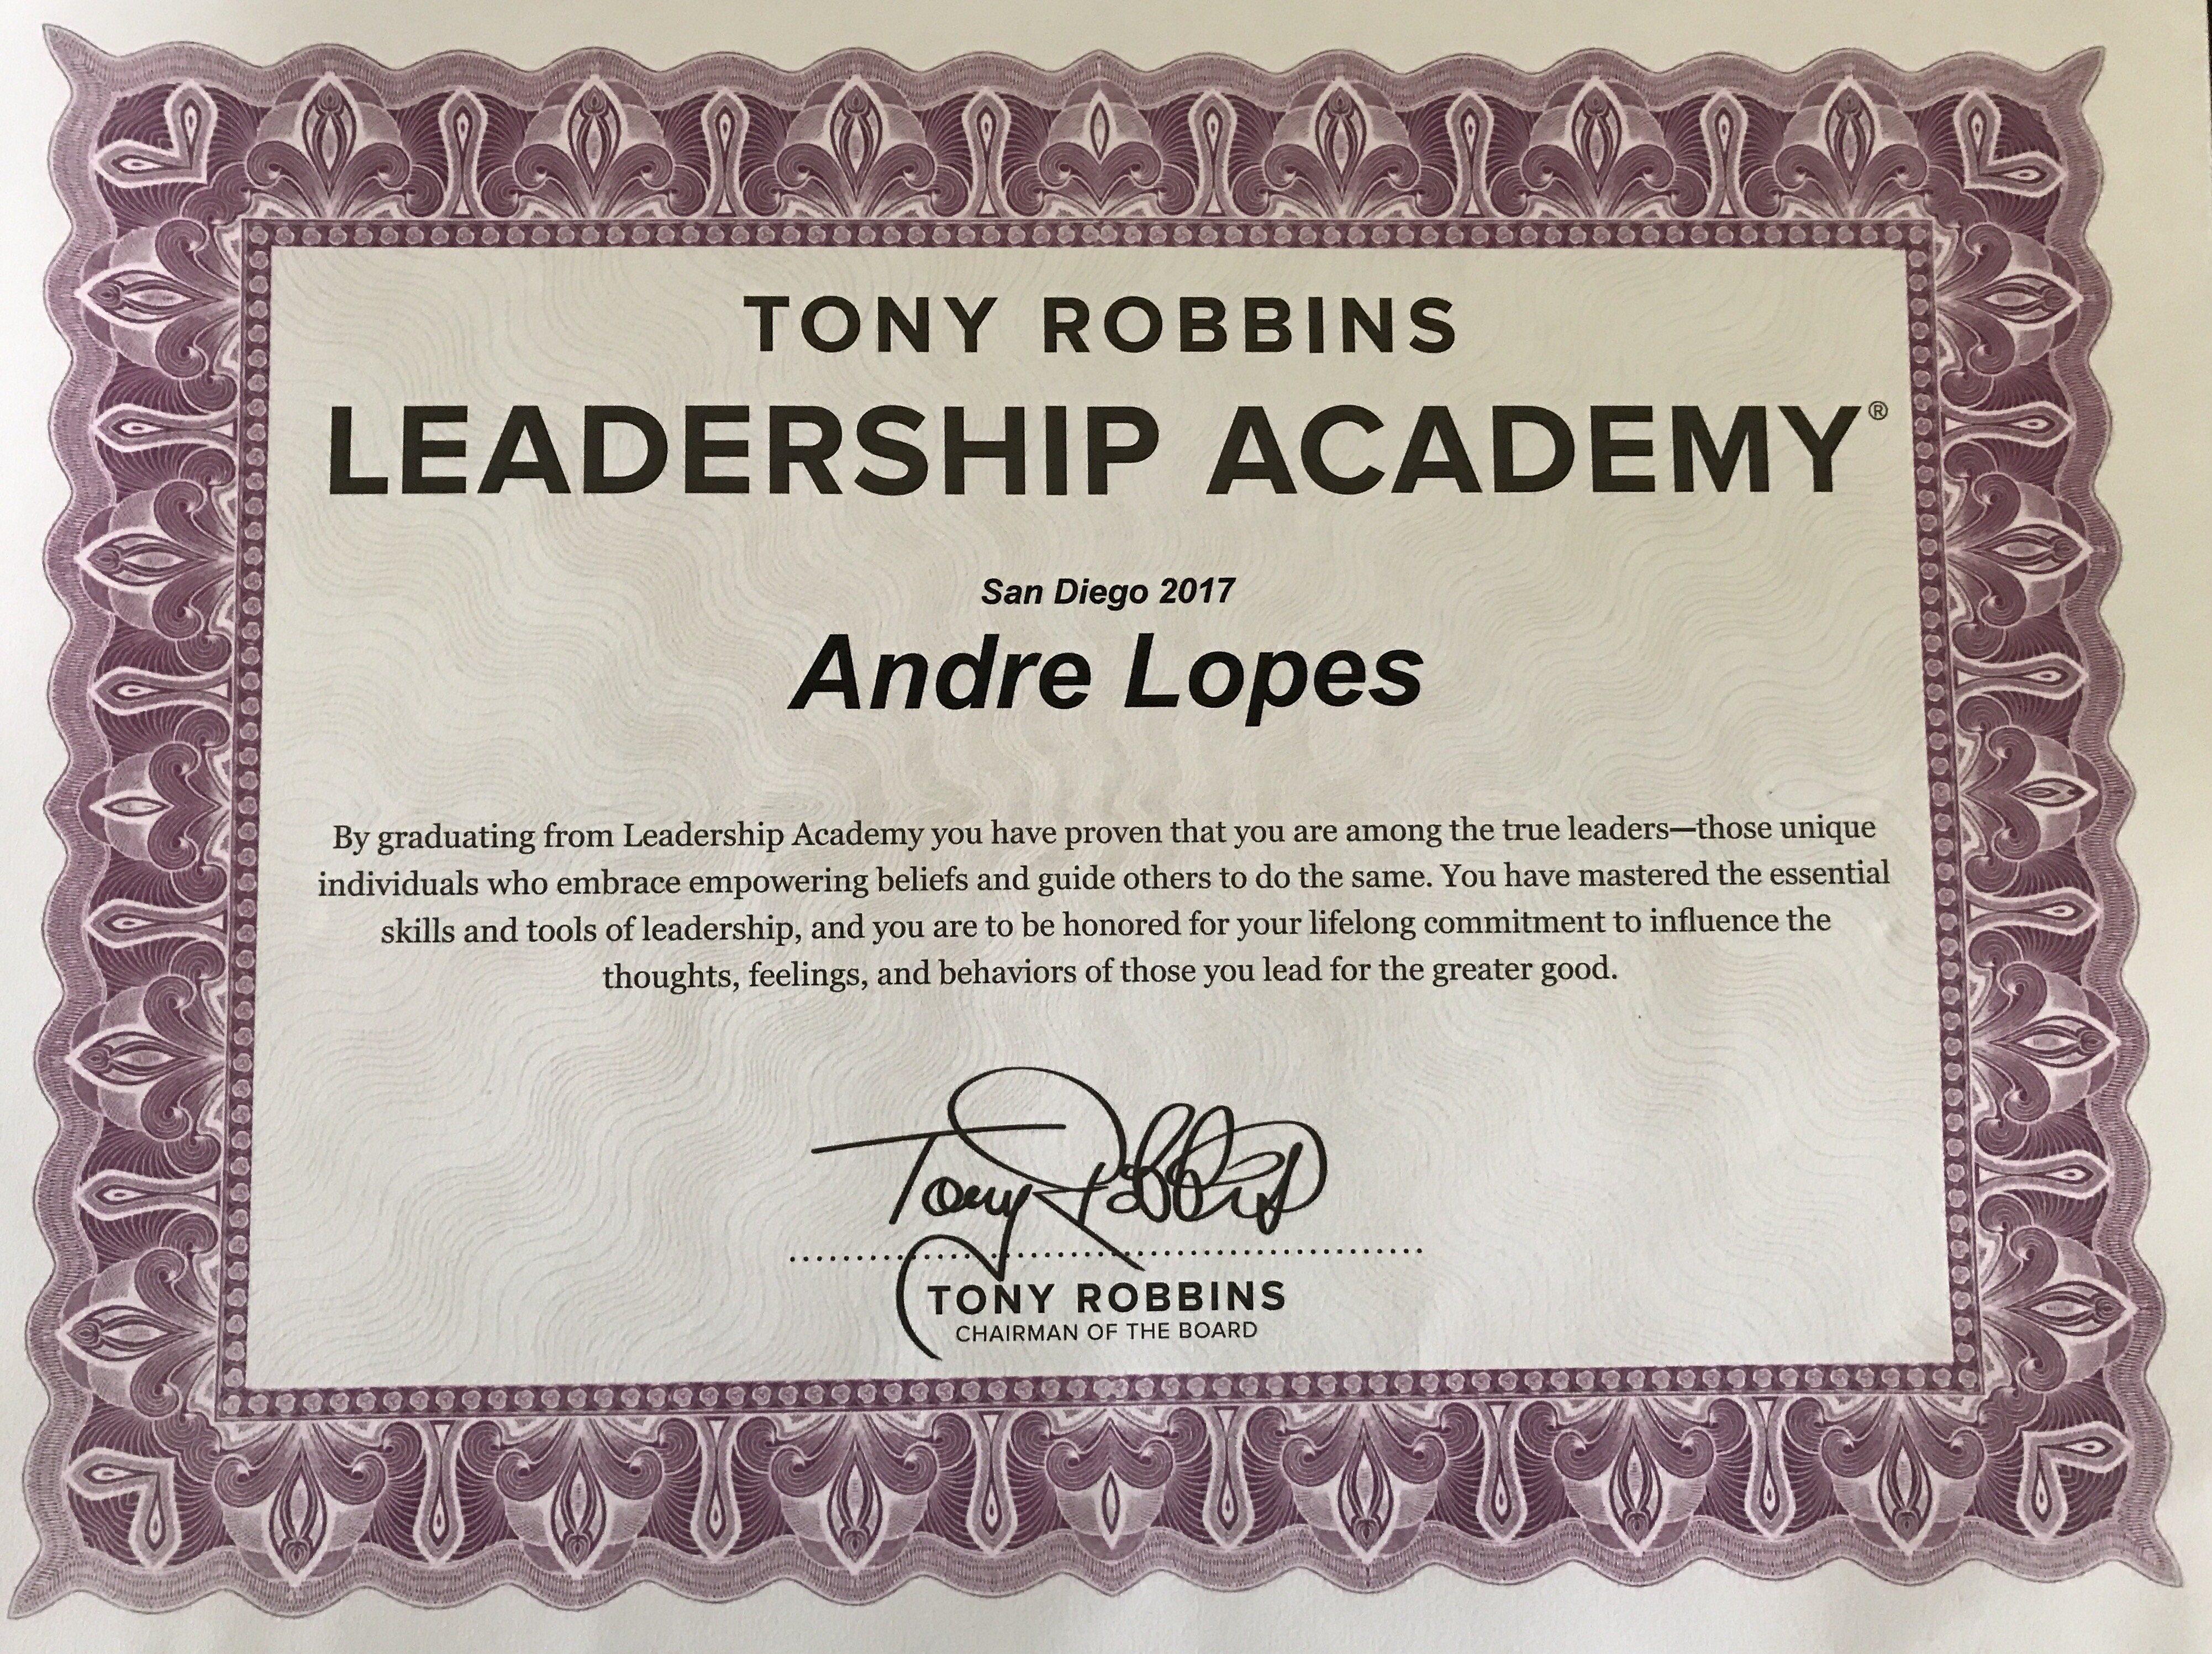 TONY ROBBINS
LEADERSHIP ACADEMY®
San Diego 2017
Andre Lopes
By graduating from Leadership Academy you have proven that you are among the true leaders—those unique
individuals who embrace empowering beliefs and guide others to do the same. You have mastered the essential
skills and tools of leadership, and you are to be honored for your lifelong commitment to influence the
thoughts, feelings, and behaviors of those you lead for the greater good.
Tony Robbins
TONY ROBBINS
CHAIRMAN OF THE BOARD